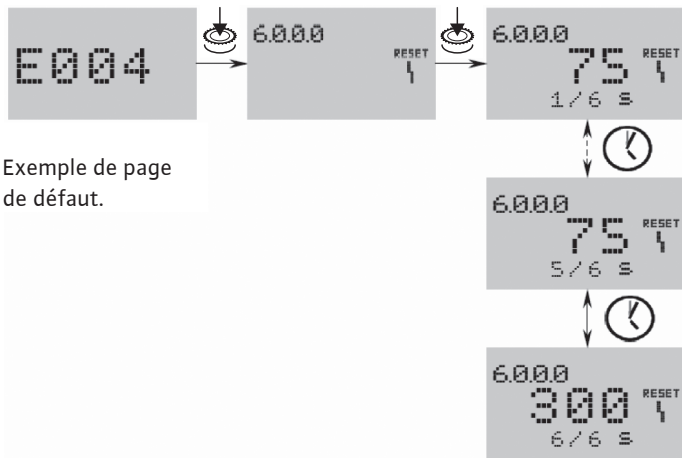 E004
6.0.0.0
RESET
6.0.0.0
RESET
75
1/6 s
Exemple de page
de défaut.
6.0.0.0
RESET
75
5/6 s
6.0.0.0
RESET
300
6/6 s